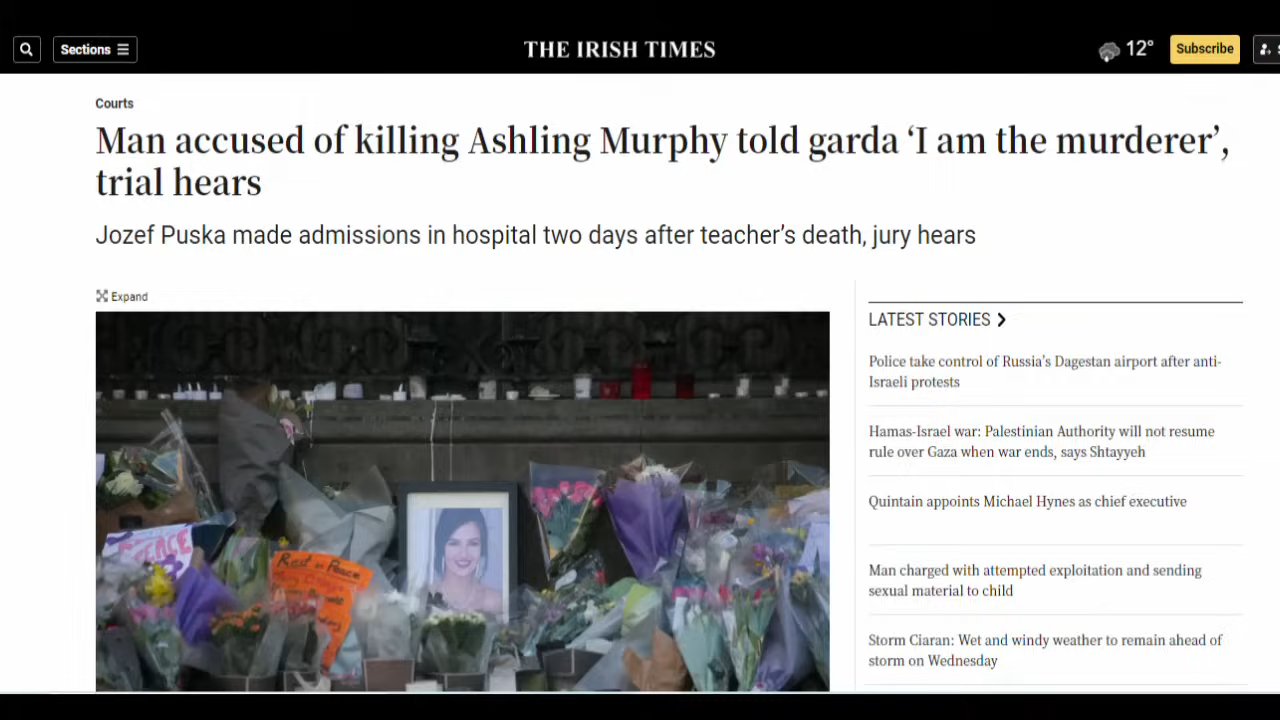 Sections
THE IRISH TIMES
12°
Subscribe
Courts
Man accused of killing Ashling Murphy told garda ‘I am the murderer’,
trial hears
Jozef Puska made admissions in hospital two days after teacher’s death, jury hears
Expand
PEACE
Rest in Peace
LATEST STORIES
Police take control of Russia’s Dagestan airport after anti-
Israeli protests
Hamas-Israel war: Palestinian Authority will not resume
rule over Gaza when war ends, says Shtayyeh
Quintain appoints Michael Hynes as chief executive
Man charged with attempted exploitation and sending
sexual material to child
Storm Ciaran: Wet and windy weather to remain ahead of
storm on Wednesday